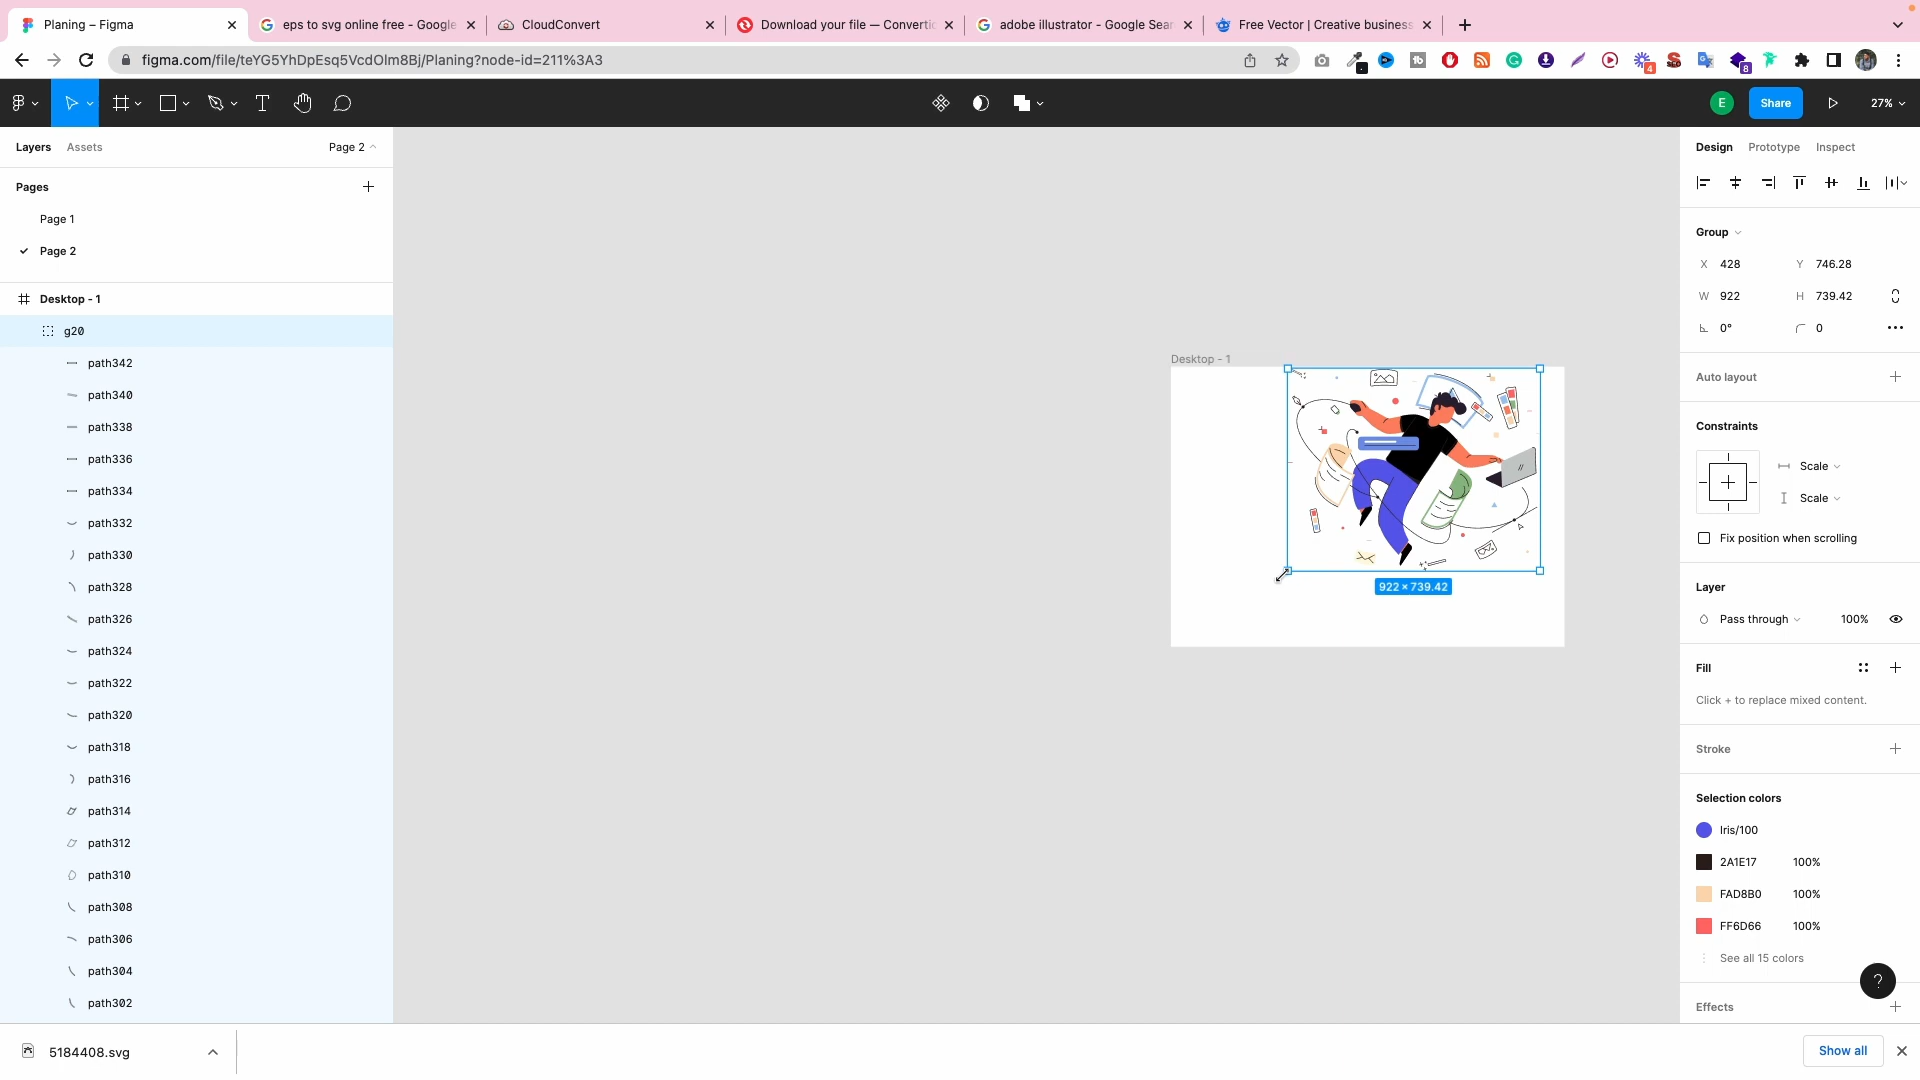 Planing – Figma
eps to svg online free - Google
CloudConvert
Download your file — Convertio
adobe illustrator - Google Sear
Free Vector | Creative business
figma.com/file/teYG5YhDpEsq5VcdOlm8Bj/Planing?node-id=211%3A3
4
8
E
Share
27%
Layers
Assets
Page 2
Pages
Page 1
Page 2
Desktop - 1
g20
path342
path340
path338
path336
path334
path332
path330
path328
path326
path324
path322
path320
path318
path316
path314
path312
path310
path308
path306
path304
path302
Desktop - 1
922 × 739.42
Design
Prototype
Inspect
Group
X 428
Y 746.28
W 922
H 739.42
0°
0
Auto layout
Constraints
Scale
Scale
Fix position when scrolling
Layer
Pass through
100%
Fill
Click + to replace mixed content.
Stroke
Selection colors
Iris/100
2A1E17 100%
FAD8B0 100%
FF6D66 100%
See all 15 colors
?
Effects
5184408.svg
Show all